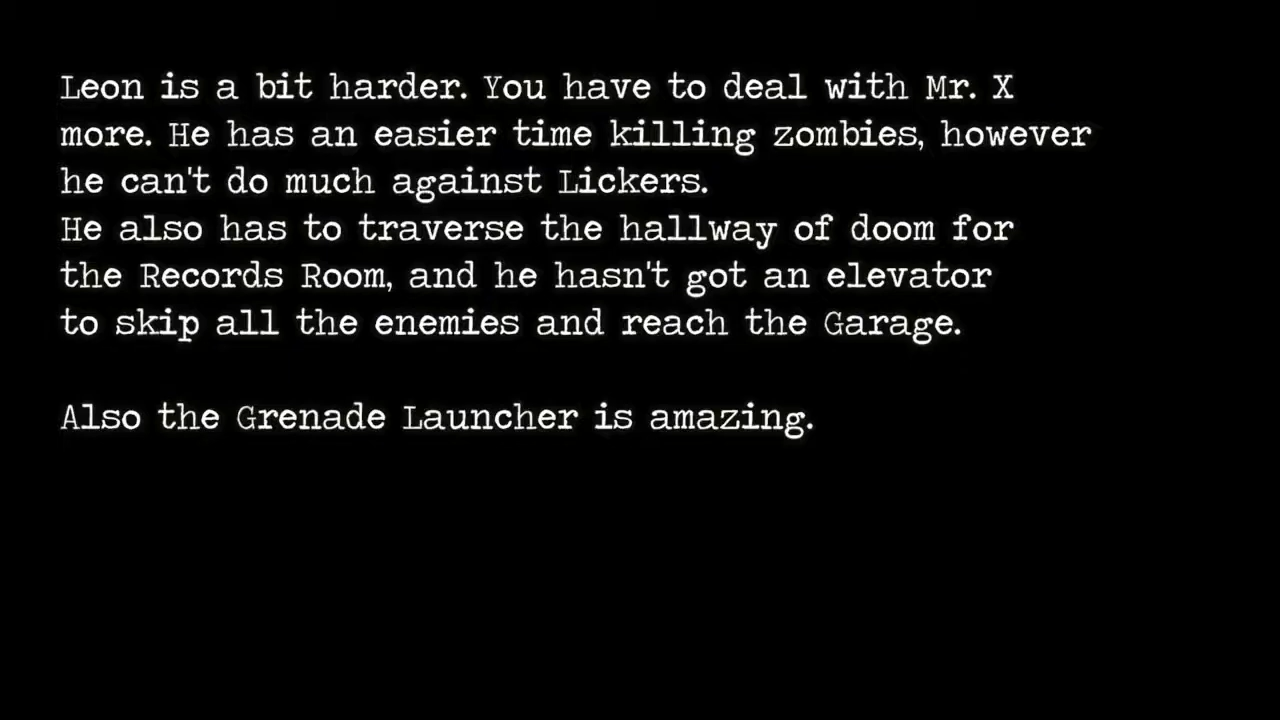 Leon is a bit harder. You have to deal with Mr. X
more. He has an easier time killing zombies, however
he can't do much against Lickers.
He also has to traverse the hallway of doom for
the Records Room, and he hasn't got an elevator
to skip all the enemies and reach the Garage.
Also the Grenade Launcher is amazing.